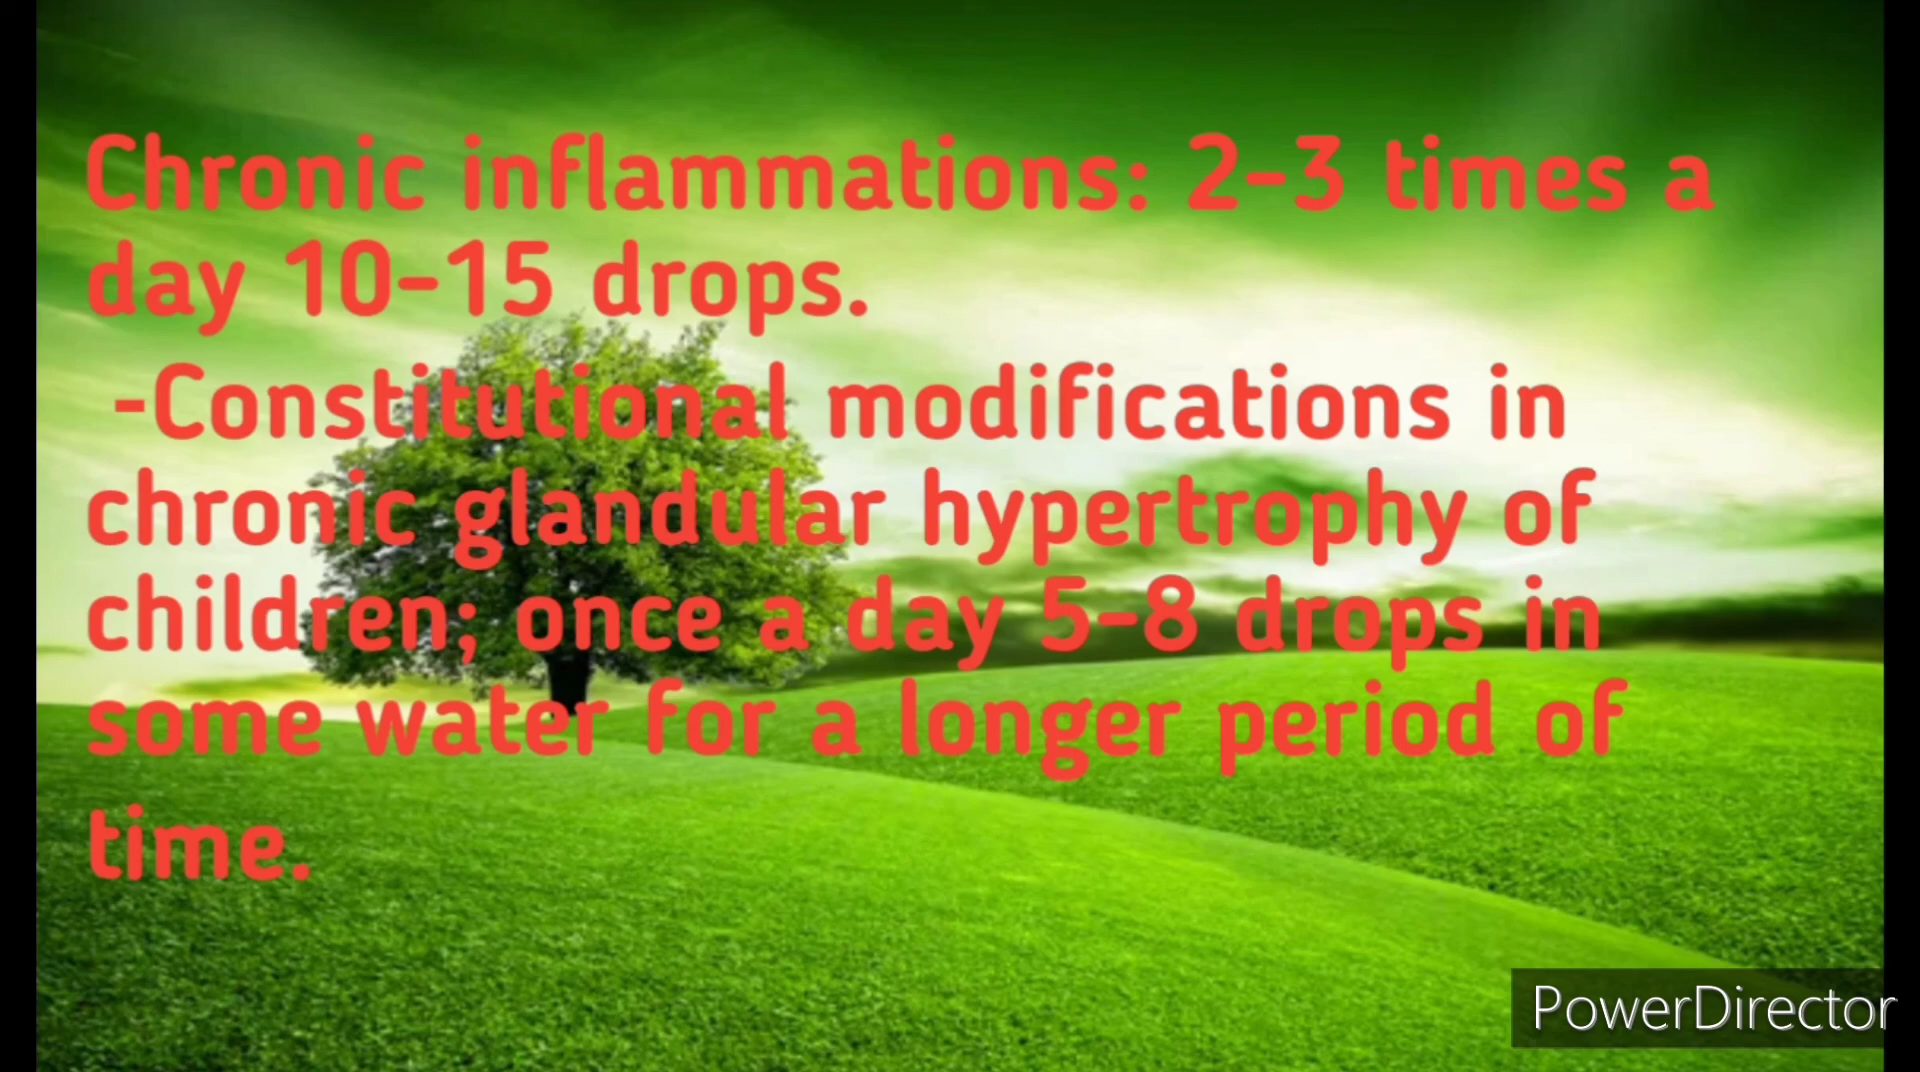 Chronic inflammations: 2-3 times a
day 10-15 drops.
-Constitutional modifications in
chronic glandular hypertrophy of
children; once a day 5-8 drops in
some water for a longer period of
time.
PowerDirector